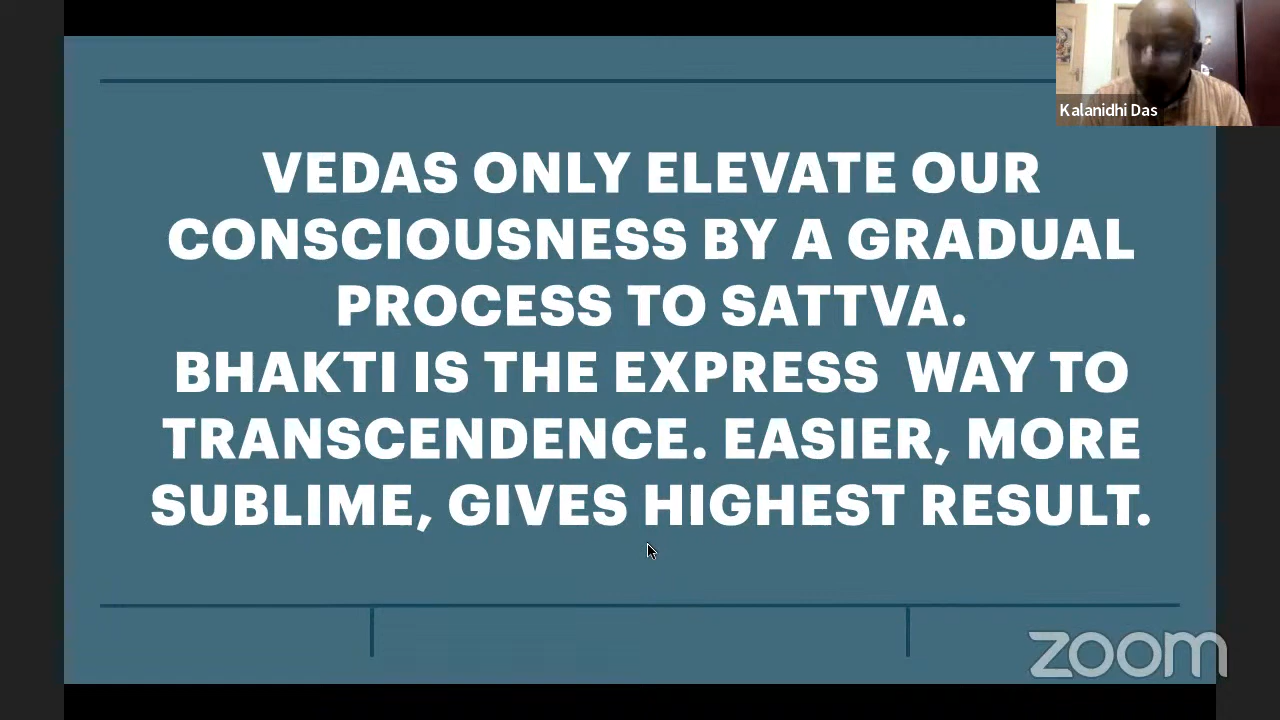 Kalanidhi Das
VEDAS ONLY ELEVATE OUR
CONSCIOUSNESS BY A GRADUAL
PROCESS TO SATTVA.
BHAKTI IS THE EXPRESS  WAY TO
TRANSCENDENCE. EASIER, MORE
SUBLIME, GIVES HIGHEST RESULT.
zoom